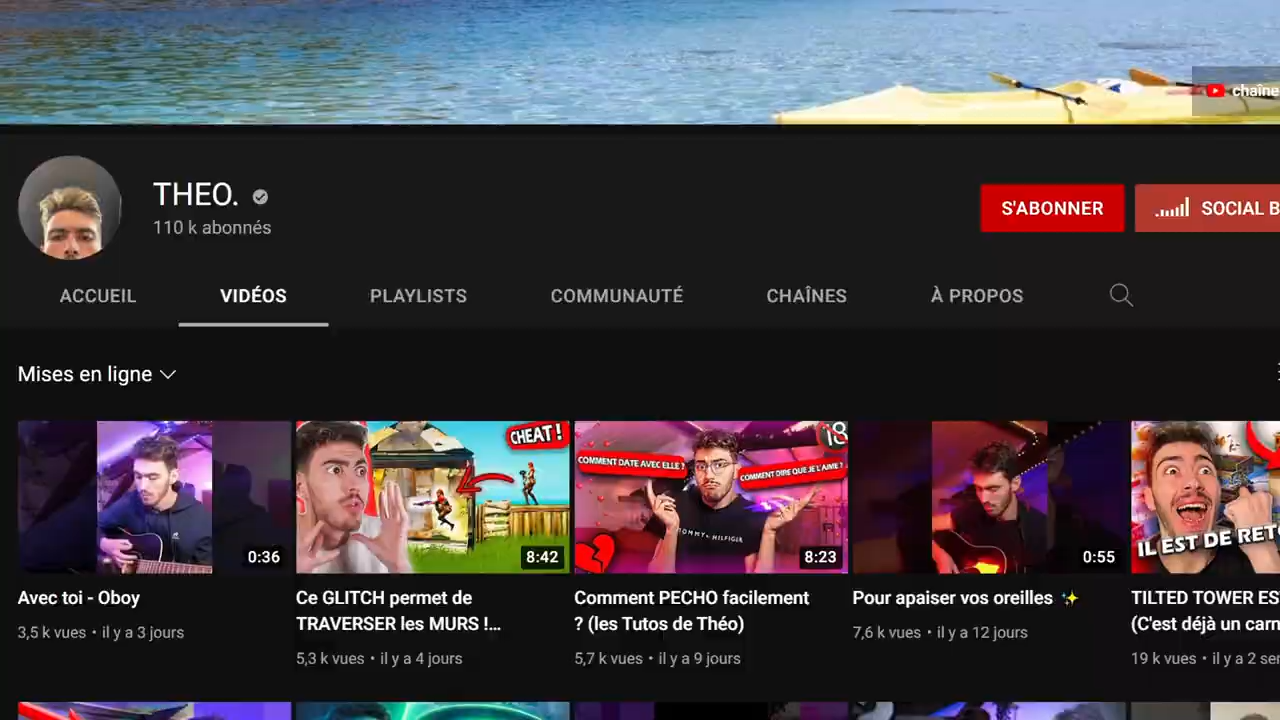 chaîne
THEO.
110 k abonnés
S'ABONNER
SOCIAL B
ACCUEIL
VIDÉOS
PLAYLISTS
COMMUNAUTÉ
CHAÎNES
À PROPOS
Mises en ligne
CHEAT !
18
COMMENT DATE AVEC ELLE ?
COMMENT DIRE QUE JE L'AIME ?
TOMMY HILFIGER
IL EST DE RET
0:36
8:42
8:23
0:55
Avec toi - Oboy
3,5 k vues • il y a 3 jours
Ce GLITCH permet de
TRAVERSER les MURS !...
5,3 k vues • il y a 4 jours
Comment PECHO facilement
? (les Tutos de Théo)
5,7 k vues • il y a 9 jours
Pour apaiser vos oreilles ✨
7,6 k vues • il y a 12 jours
TILTED TOWER ES
(C'est déjà un carn
19 k vues • il y a 2 ser